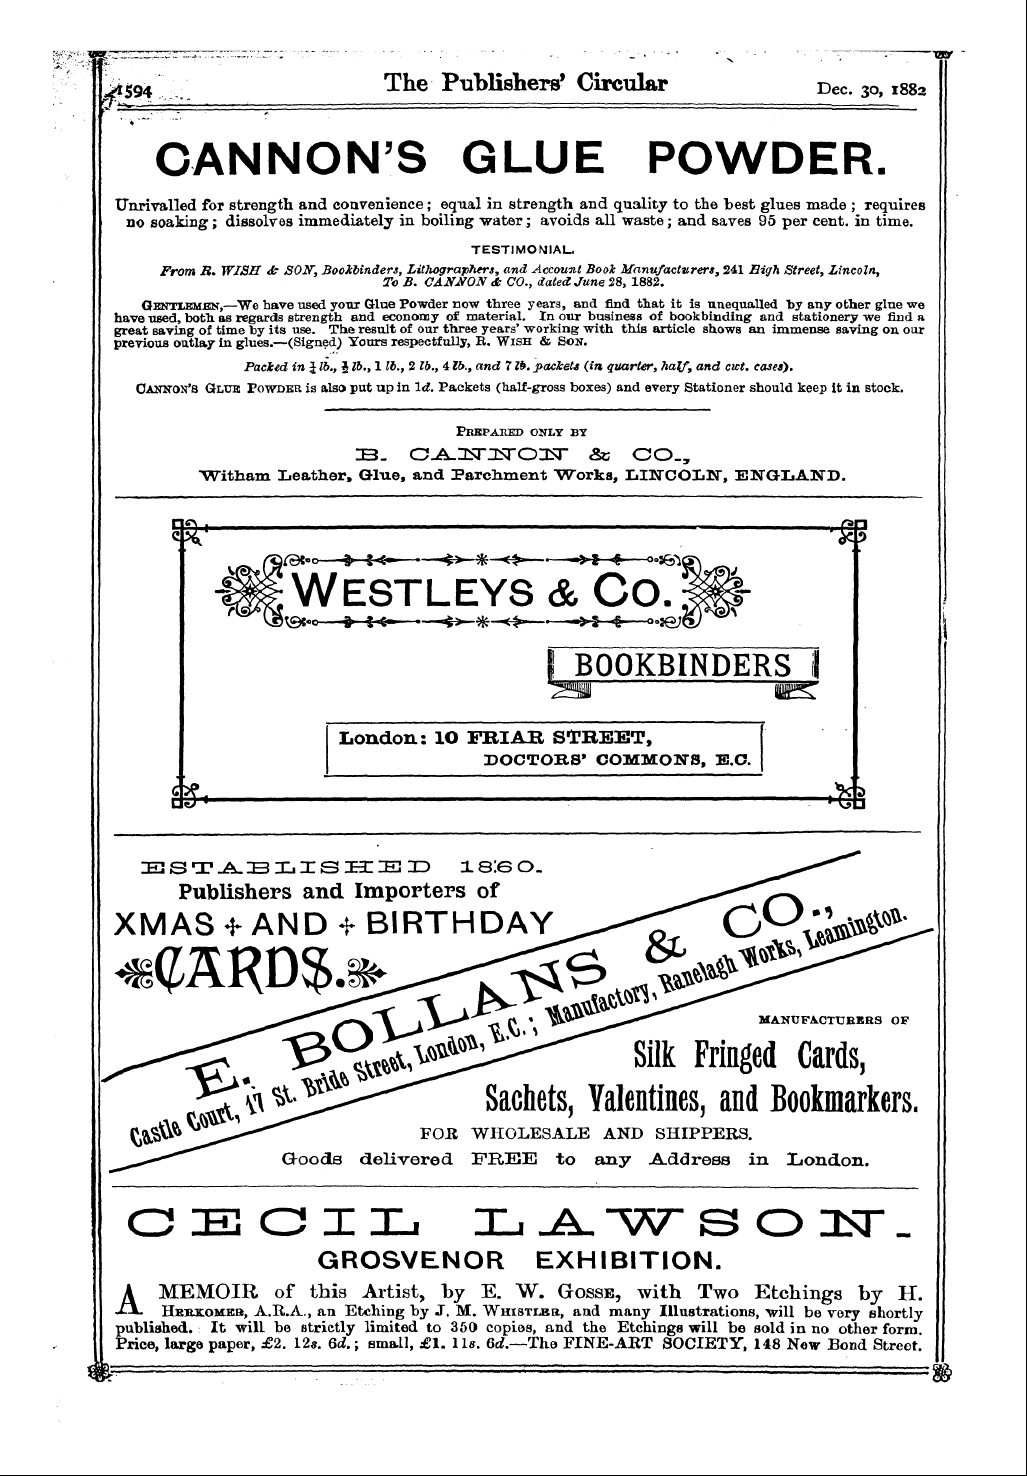 1594 The Publishers' Circular Dec. 30, 1882
CANNON'S GLUE POWDER.
Unrivalled for strength and convenience; equal in strength and quality to the best glues made; requires
no soaking; dissolves immediately in boiling water; avoids all waste; and saves 95 per cent. in time.
TESTIMONIAL.
From R. WISH & SON, Bookbinders, Lithographers, and Account Book Manufacturers, 241 High Street, Lincoln,
To B. CANNON & CO., dated June 28, 1882.
GENTLEMEN,—We have used your Glue Powder now three years, and find that it is unequalled by any other glue we
have used, both as regards strength and economy of material. In our business of bookbinding and stationery we find a
great saving of time by its use. The result of our three years' working with this article shows an immense saving on our
previous outlay in glues.—(Signed) Yours respectfully, R. WISH & SON.
Packed in ¼ lb., ½ lb., 1 lb., 2 lb., 4 lb., and 7 lb. packets (in quarter, half, and cwt. cases).
CANNON'S GLUE POWDER is also put up in 1d. Packets (half-gross boxes) and every Stationer should keep it in stock.
PREPARED ONLY BY
B. CANNON & CO.,
Witham Leather, Glue, and Parchment Works, LINCOLN, ENGLAND.
WESTLEYS & CO.
BOOKBINDERS
London: 10 FRIAR STREET,
DOCTORS' COMMONS, E.C.
ESTABLISHED 1860.
Publishers and Importers of
XMAS AND BIRTHDAY
CARDS.
E. BOLLANS & CO.,
Castle Court, 17 St. Bride Street, London, E.C.; Manufactory, Ranelagh Works, Leamington.
MANUFACTURERS OF
Silk Fringed Cards,
Sachets, Valentines, and Bookmarkers.
FOR WHOLESALE AND SHIPPERS.
Goods delivered FREE to any Address in London.
CECIL LAWSON.
GROSVENOR EXHIBITION.
A MEMOIR of this Artist, by E. W. GOSSE, with Two Etchings by H.
HERKOMER, A.R.A., an Etching by J. M. WHISTLER, and many Illustrations, will be very shortly
published. It will be strictly limited to 350 copies, and the Etchings will be sold in no other form.
Price, large paper, £2. 12s. 6d.; small, £1. 11s. 6d.—The FINE-ART SOCIETY, 148 New Bond Street.